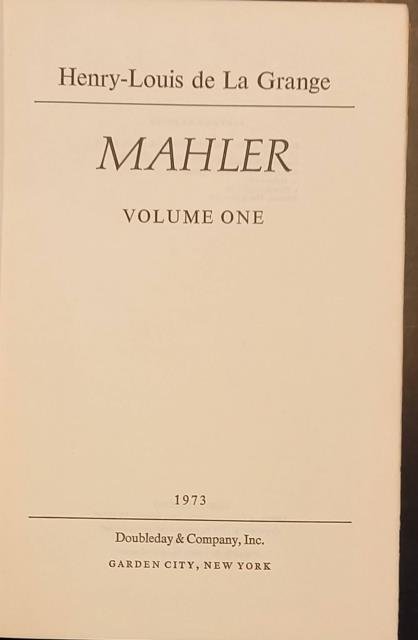 Henry-Louis de La Grange
MAHLER
VOLUME ONE
1973
Doubleday & Company, Inc.
GARDEN CITY, NEW YORK